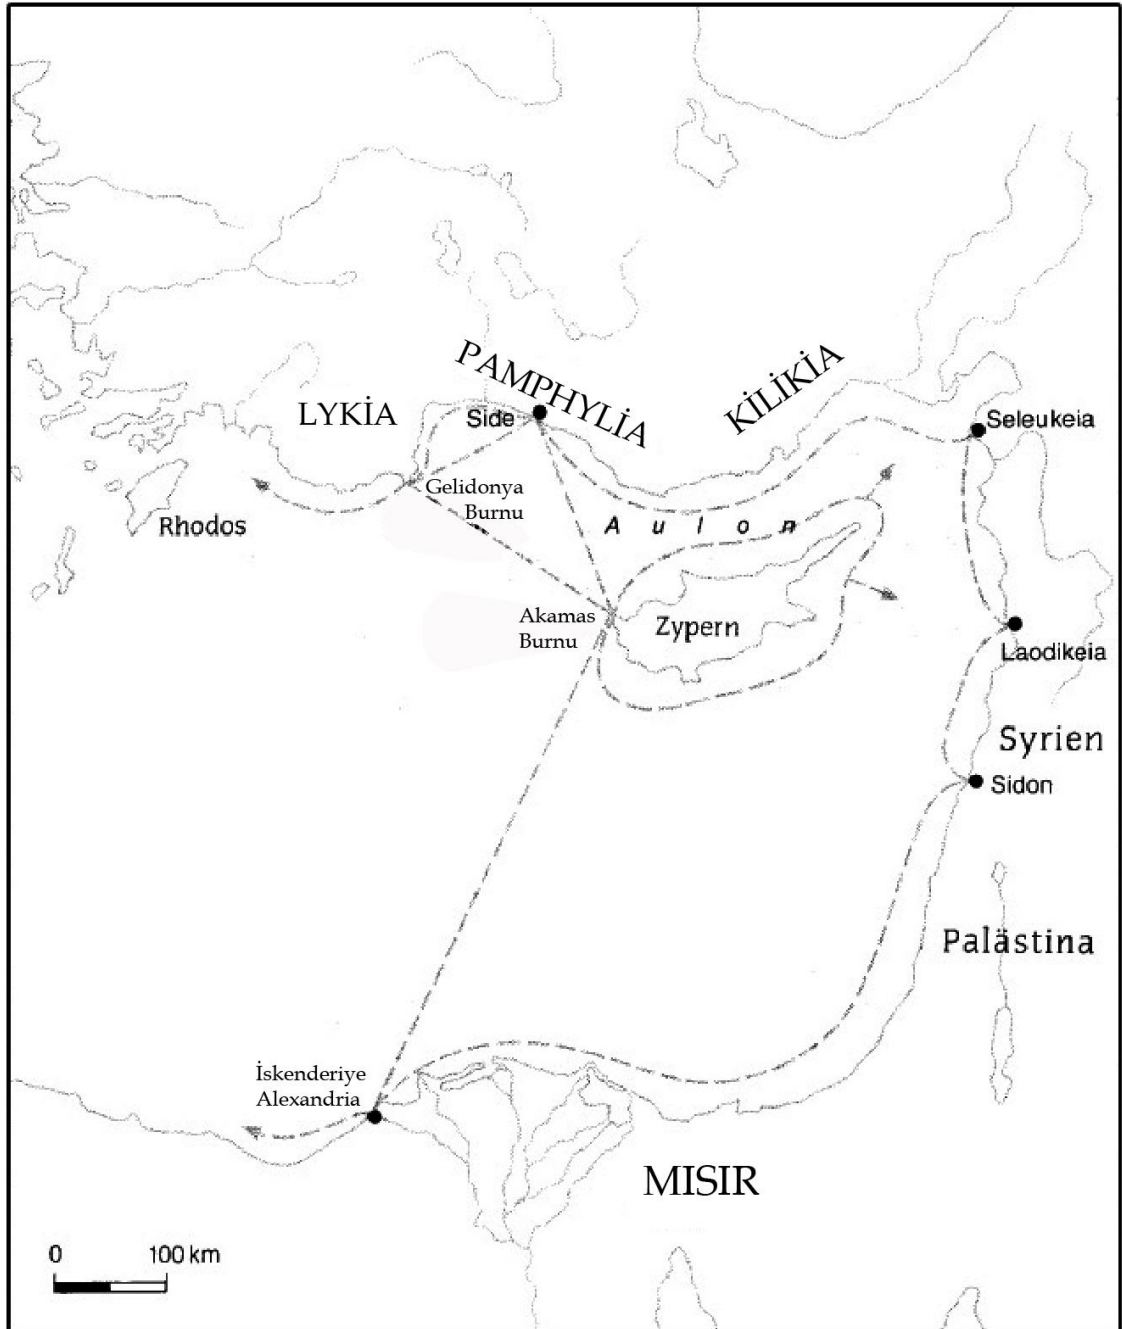 PAMPHYLİA
KİLİKİA
LYKİA
Side
Seleukeia
Gelidonya
Burnu
Rhodos
Aulon
Akamas
Burnu
Zypern
Laodikeia
Syrien
Sidon
Palästina
İskenderiye
Alexandria
MISIR
0 100 km